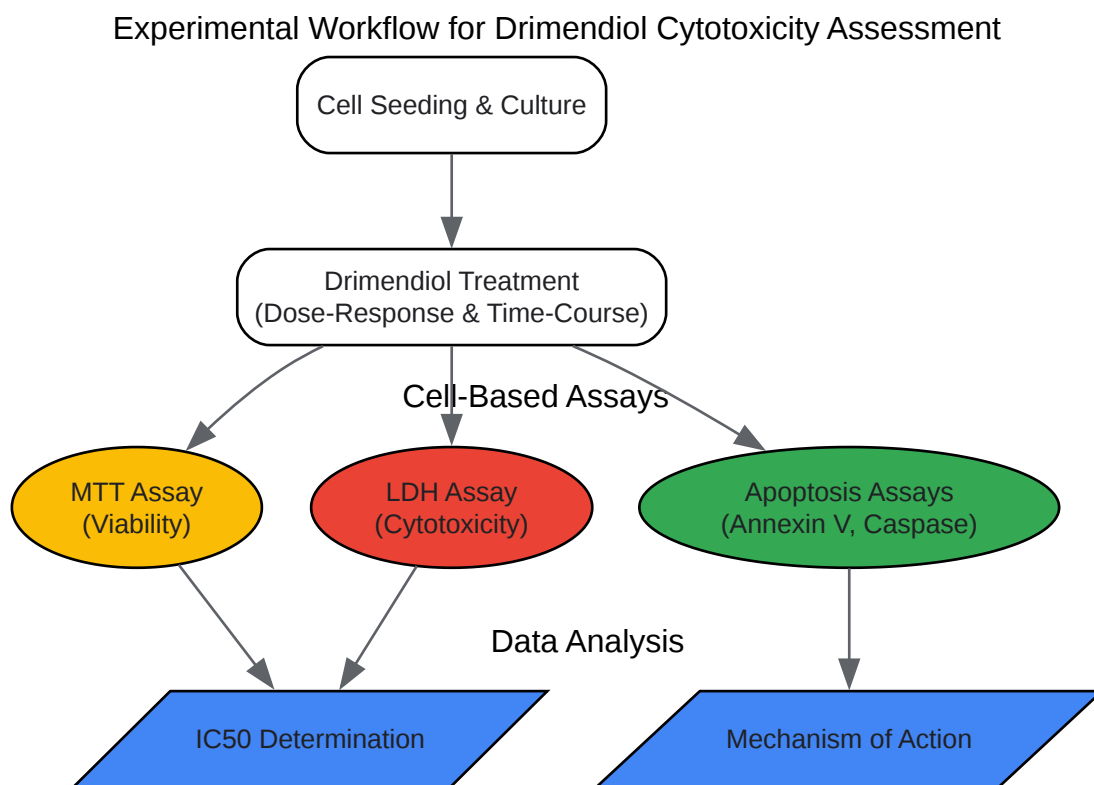 Experimental Workflow for Drimendiol Cytotoxicity Assessment
Cell Seeding & Culture
Drimendiol Treatment
(Dose-Response & Time-Course)
Cell-Based Assays
MTT Assay
(Viability)
LDH Assay
(Cytotoxicity)
Apoptosis Assays
(Annexin V, Caspase)
Data Analysis
IC50 Determination
Mechanism of Action